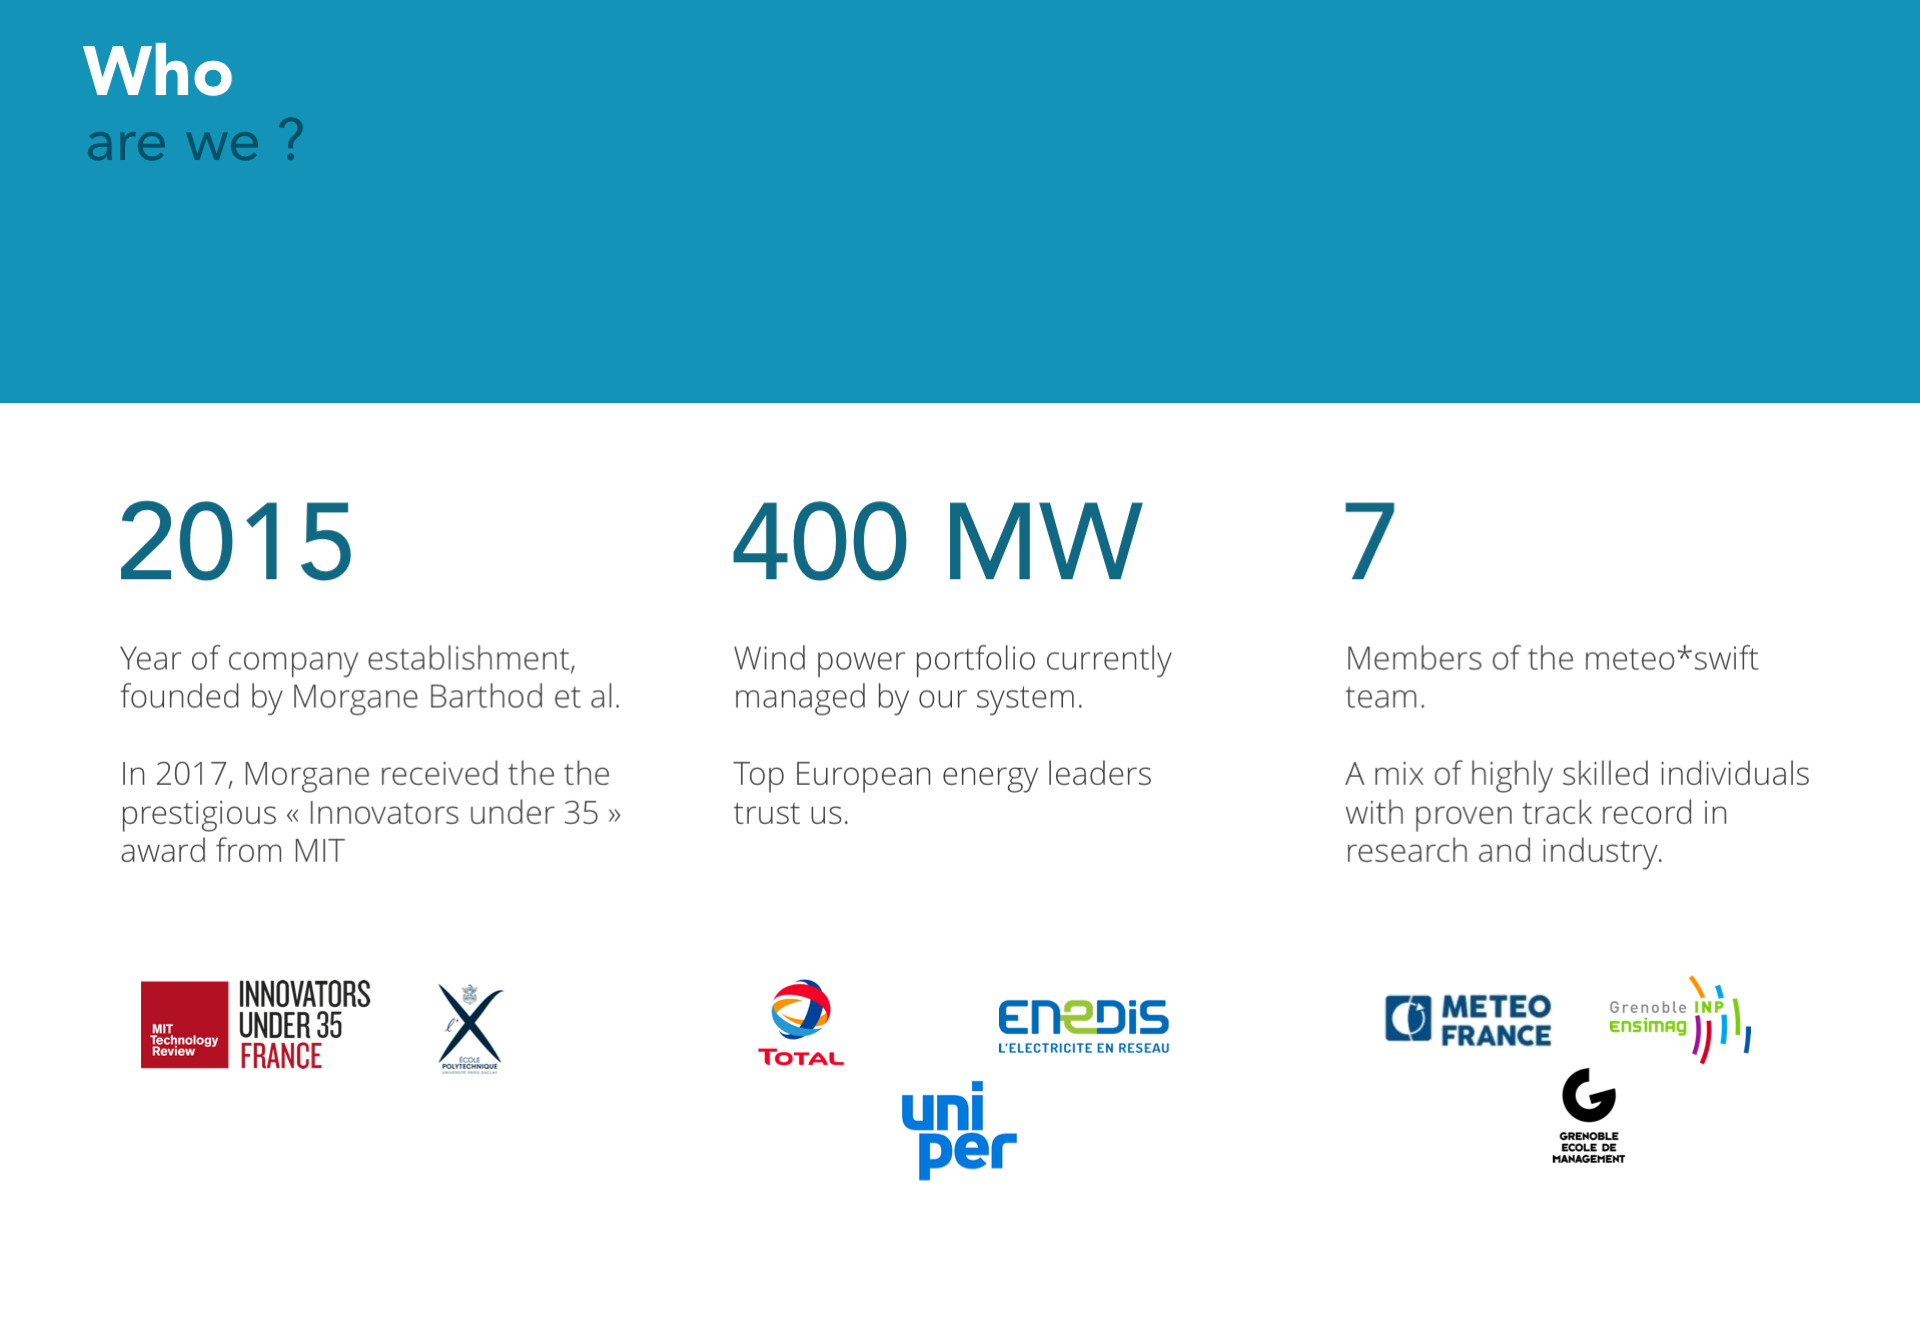 Who
are we ?
2015
Year of company establishment,
founded by Morgane Barthod et al.
In 2017, Morgane received the the
prestigious « Innovators under 35 »
award from MIT
MIT
Technology
Review
INNOVATORS
UNDER 35
FRANCE
l'
ÉCOLE
POLYTECHNIQUE
UNIVERSITÉ PARIS-SACLAY
400 MW
Wind power portfolio currently
managed by our system.
Top European energy leaders
trust us.
TOTAL
enedis
L'ELECTRICITE EN RESEAU
uni
per
7
Members of the meteo*swift
team.
A mix of highly skilled individuals
with proven track record in
research and industry.
METEO
FRANCE
Grenoble INP
Ensimag
G
GRENOBLE
ECOLE DE
MANAGEMENT